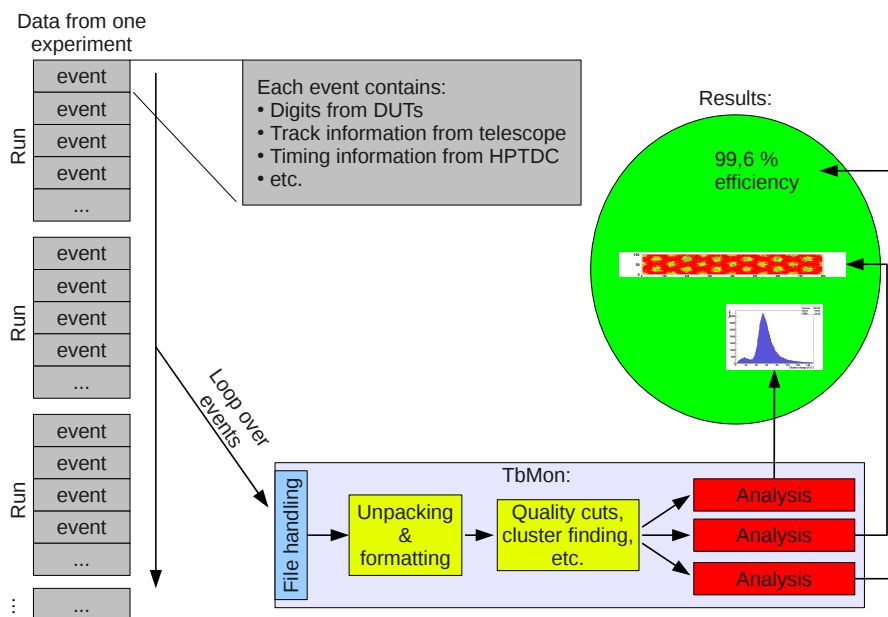 Data from one
experiment
Run
event
event
event
event
...
Run
event
event
event
event
...
Run
event
event
event
event
...
...
...
Each event contains:
• Digits from DUTs
• Track information from telescope
• Timing information from HPTDC
• etc.
Loop over
events
Results:
99,6 %
efficiency
TbMon:
File handling
Unpacking
&
formatting
Quality cuts,
cluster finding,
etc.
Analysis
Analysis
Analysis